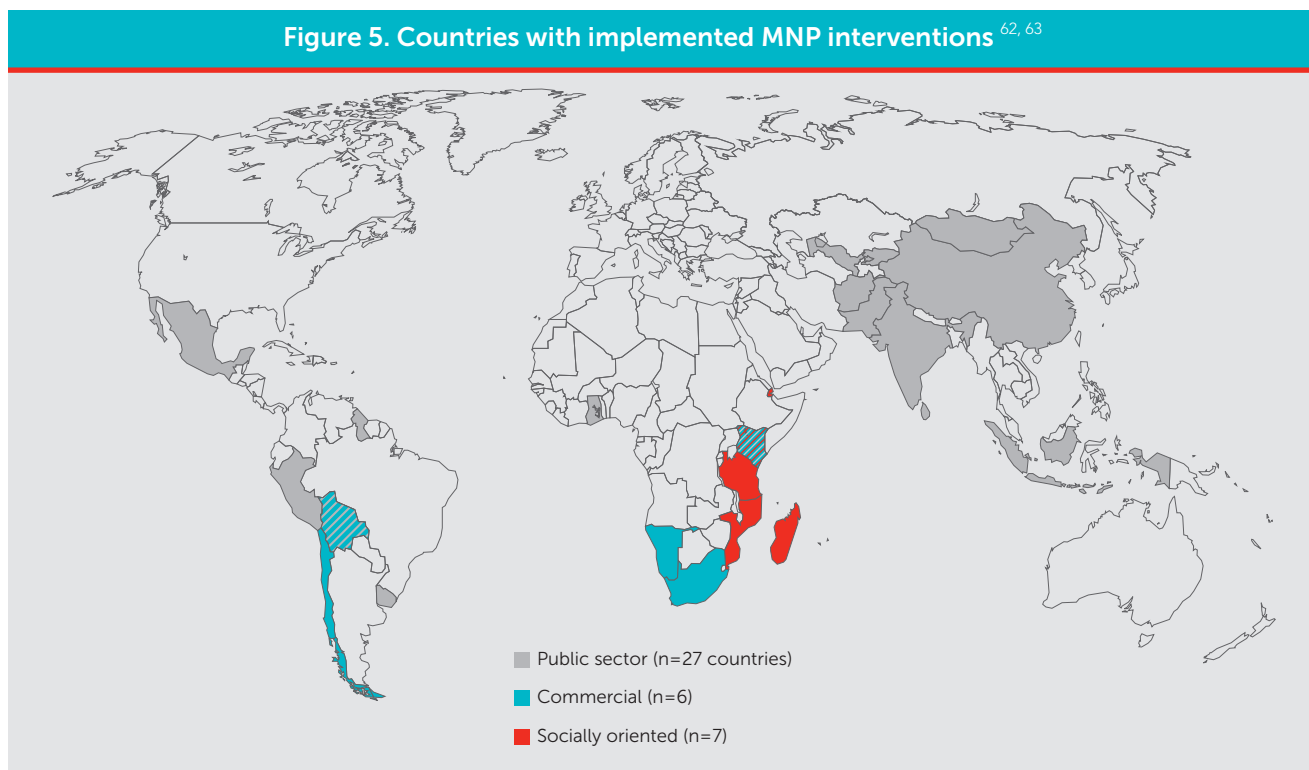 Figure 5. Countries with implemented MNP interventions 62, 63
Public sector (n=27 countries)
Commercial (n=6)
Socially oriented (n=7)